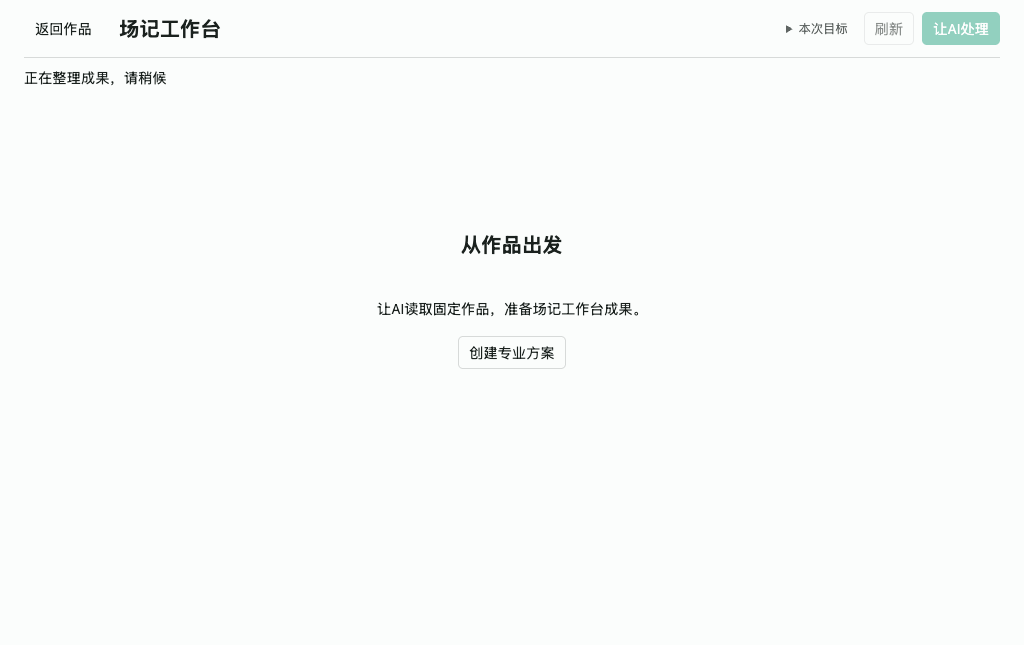 返回作品 场记工作台 ▶ 本次目标 刷新 让AI处理
正在整理成果，请稍候
从作品出发
让AI读取固定作品，准备场记工作台成果。
创建专业方案